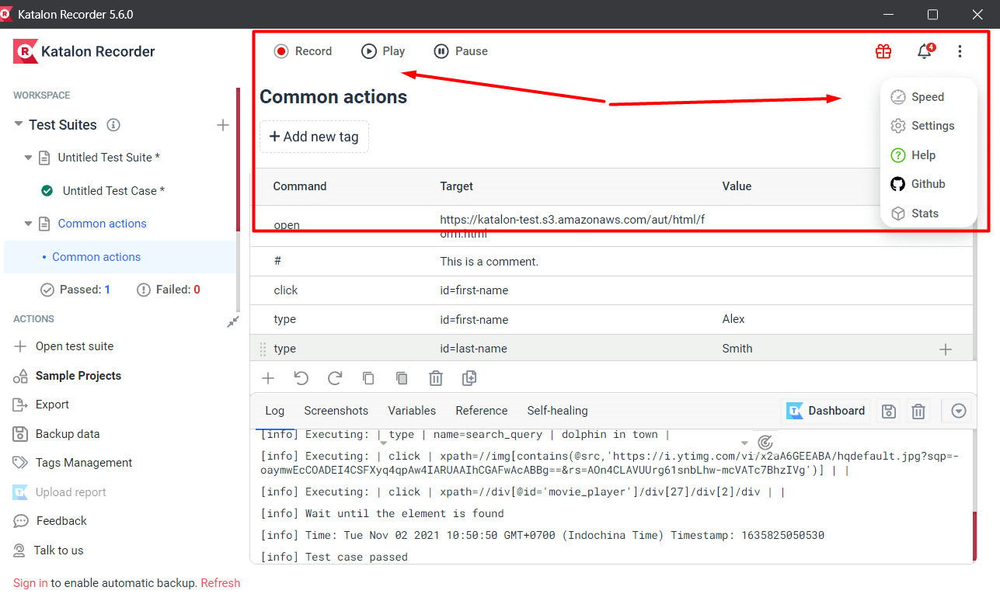 Katalon Recorder 5.6.0
Katalon Recorder
Record Play Pause
4
WORKSPACE
Test Suites
Untitled Test Suite *
Untitled Test Case *
Common actions
Common actions
Passed: 1 Failed: 0
ACTIONS
Open test suite
Sample Projects
Export
Backup data
Tags Management
Upload report
Feedback
Talk to us
Sign in to enable automatic backup. Refresh
Common actions
+ Add new tag
Speed
Settings
Help
Github
Stats
Command Target Value
open https://katalon-test.s3.amazonaws.com/aut/html/f
orm.html
# This is a comment.
click id=first-name
type id=first-name Alex
type id=last-name Smith
Log Screenshots Variables Reference Self-healing Dashboard
[info] Executing: | type | name=search_query | dolphin in town |
[info] Executing: | click | xpath=//img[contains(@src,'https://i.ytimg.com/vi/x2aA6GEEABA/hqdefault.jpg?sqp=-
oaymwEcCOADEI4CSFXyq4qpAw4IARUAAIhCGAFwAcABBg==&rs=AOn4CLAVUUrg61snbLhw-mcVATc7BhzIVg')] | |
[info] Executing: | click | xpath=//div[@id='movie_player']/div[27]/div[2]/div | |
[info] Wait until the element is found
[info] Time: Tue Nov 02 2021 10:50:50 GMT+0700 (Indochina Time) Timestamp: 1635825050530
[info] Test case passed